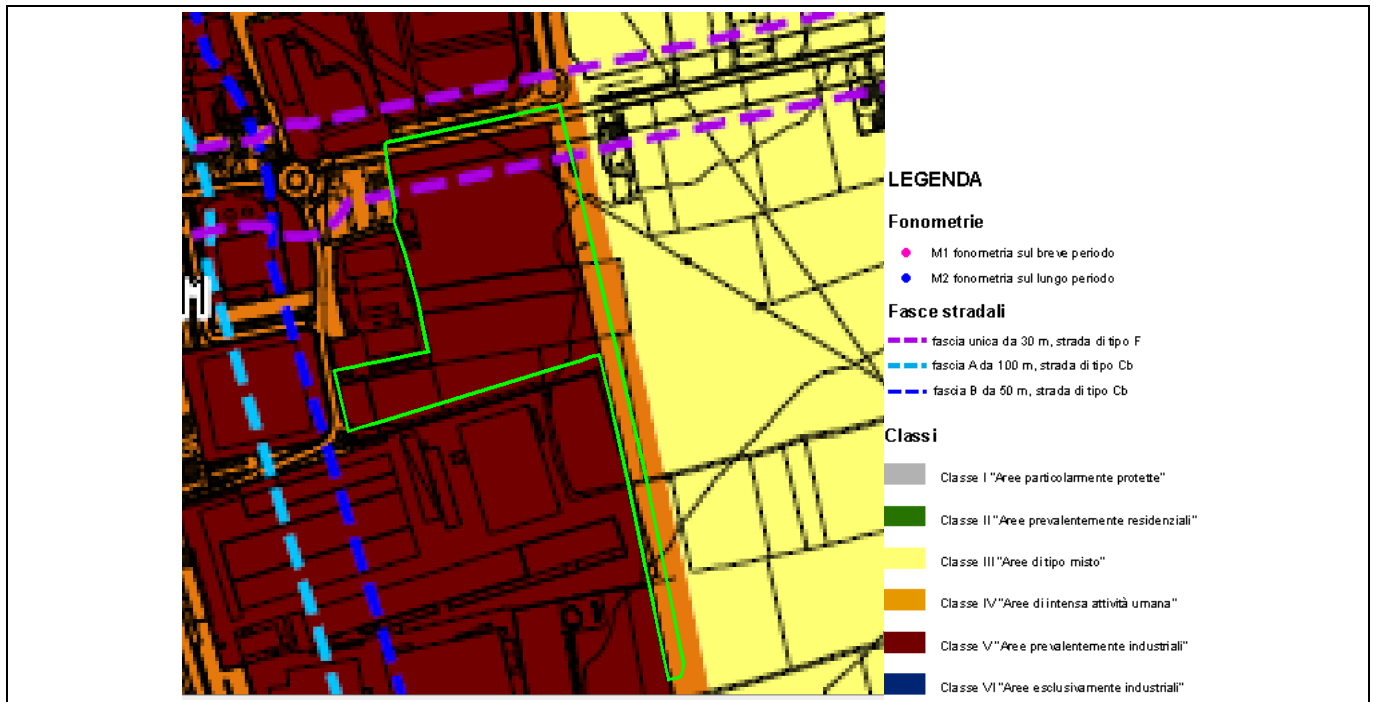 M
LEGENDA
Fonometrie
M1 fonometria sul breve periodo
M2 fonometria sul lungo periodo
Fasce stradali
fascia unica da 30 m, strada di tipo F
fascia A da 100 m, strada di tipo Cb
fascia B da 50 m, strada di tipo Cb
Classi
Classe I "Aree particolarmente protette"
Classe II "Aree prevalentemente residenziali"
Classe III "Aree di tipo misto"
Classe IV "Aree di intensa attività umana"
Classe V "Aree prevalentemente industriali"
Classe VI "Aree esclusivamente industriali"